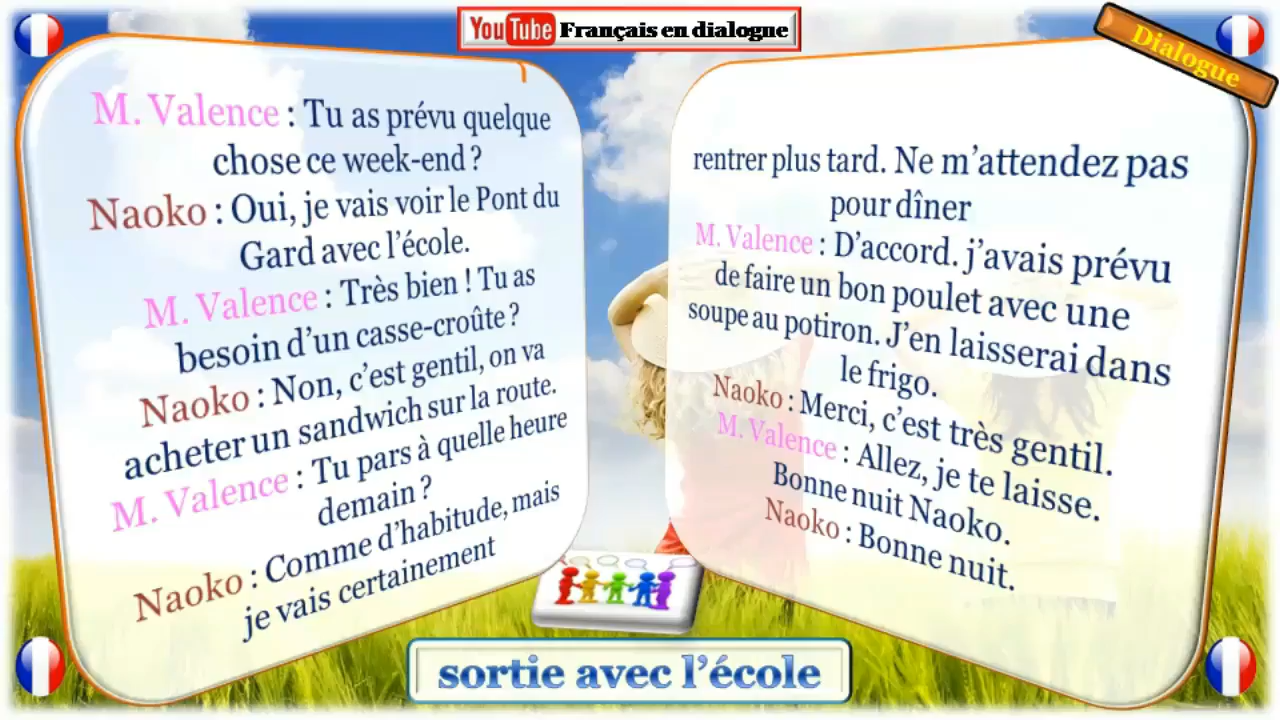 YouTube Français en dialogue
Dialogue
M. Valence : Tu as prévu quelque
chose ce week-end ?
Naoko : Oui, je vais voir le Pont du
Gard avec l'école.
M. Valence : Très bien ! Tu as
besoin d'un casse-croûte ?
Naoko : Non, c'est gentil, on va
acheter un sandwich sur la route.
M. Valence : Tu pars à quelle heure
demain ?
Naoko : Comme d'habitude, mais
je vais certainement
rentrer plus tard. Ne m'attendez pas
pour dîner
M. Valence : D'accord. j'avais prévu
de faire un bon poulet avec une
soupe au potiron. J'en laisserai dans
le frigo.
Naoko : Merci, c'est très gentil.
M. Valence : Allez, je te laisse.
Bonne nuit Naoko.
Naoko : Bonne nuit.
sortie avec l'école